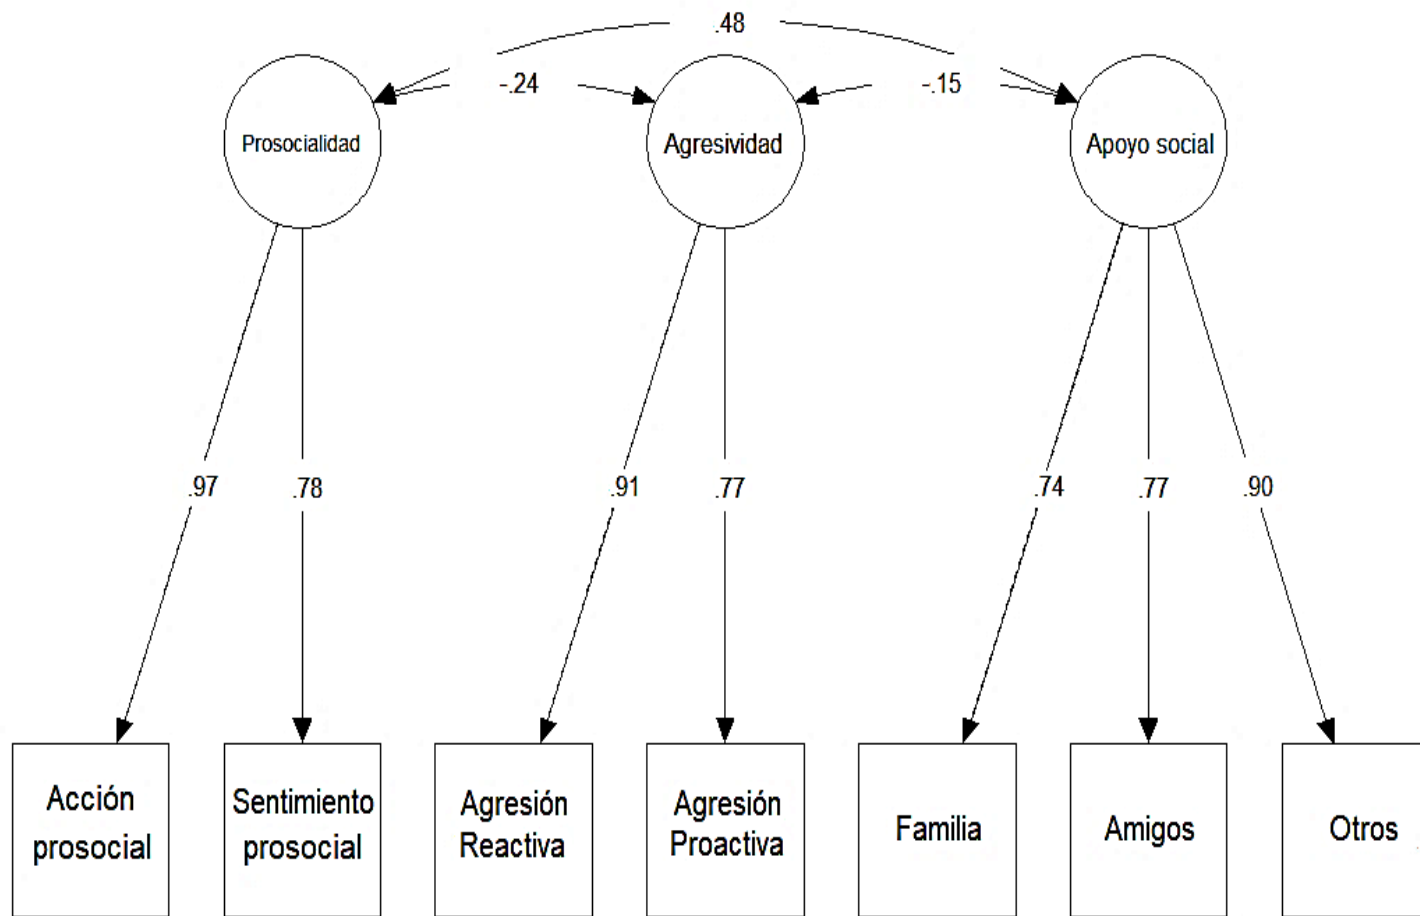 .48
-.24
-.15
Prosocialidad
Agresividad
Apoyo social
.97
.78
.91
.77
.74
.77
.90
Acción
prosocial
Sentimiento
prosocial
Agresión
Reactiva
Agresión
Proactiva
Familia
Amigos
Otros